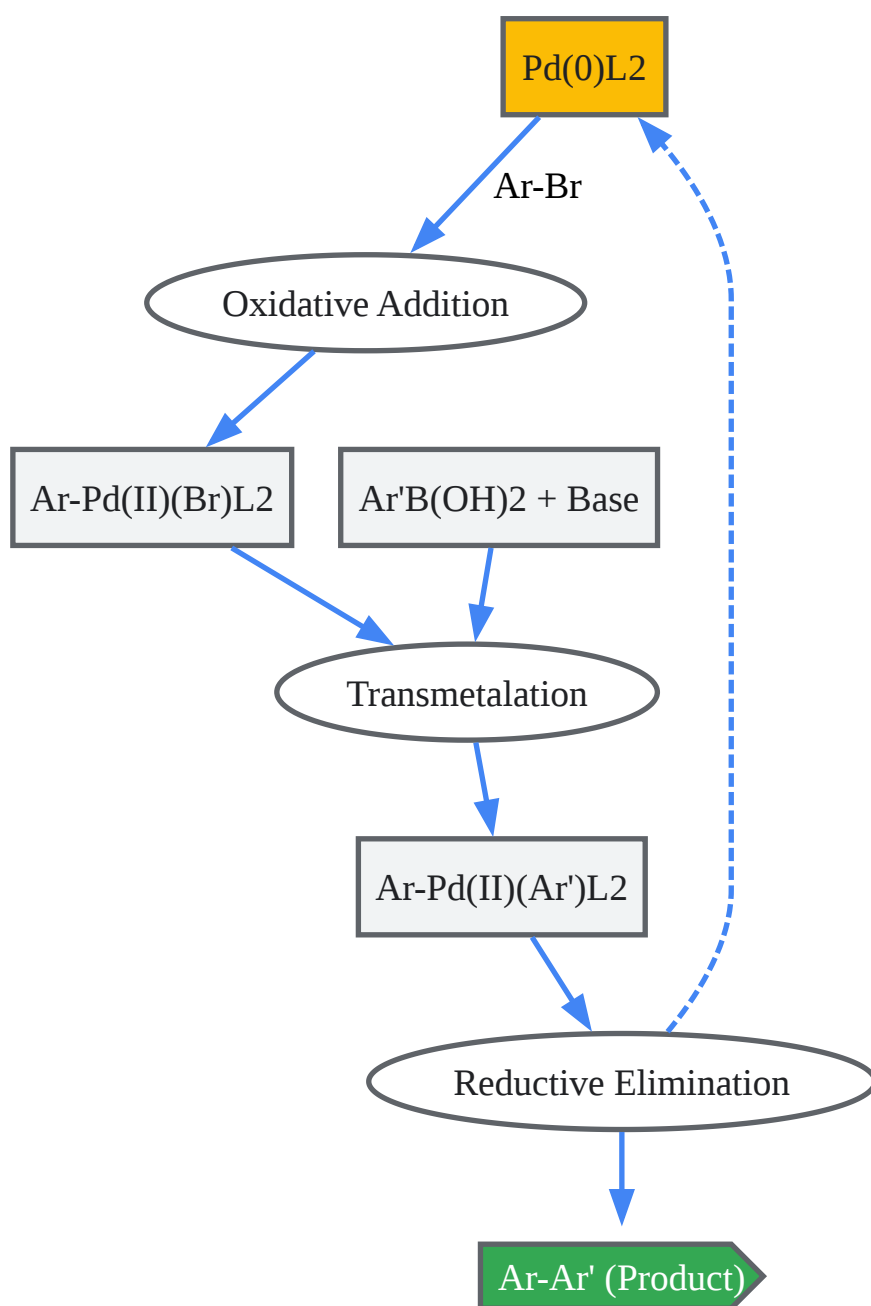 Pd(0)L2
Ar-Br
Oxidative Addition
Ar-Pd(II)(Br)L2
Ar'B(OH)2 + Base
Transmetalation
Ar-Pd(II)(Ar')L2
Reductive Elimination
Ar-Ar' (Product)